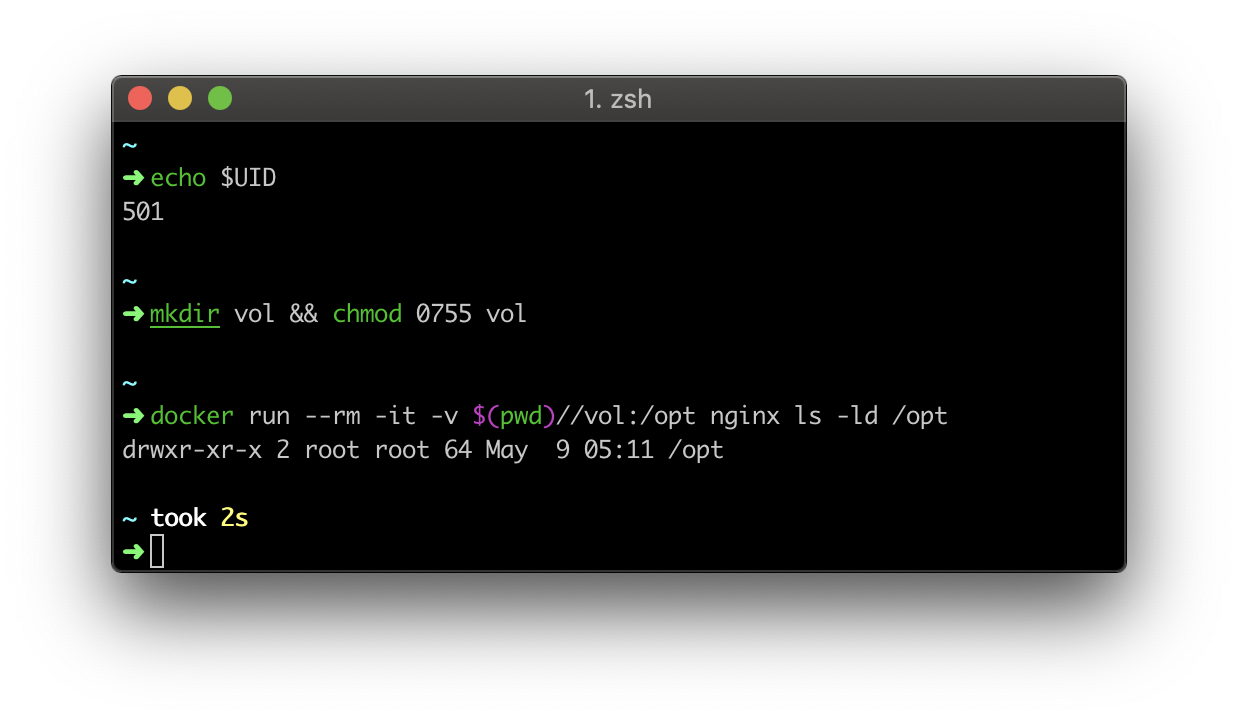 1. zsh
~
➜ echo $UID
501
~
➜ mkdir vol && chmod 0755 vol
~
➜ docker run --rm -it -v $(pwd)//vol:/opt nginx ls -ld /opt
drwxr-xr-x 2 root root 64 May  9 05:11 /opt
~ took 2s
➜